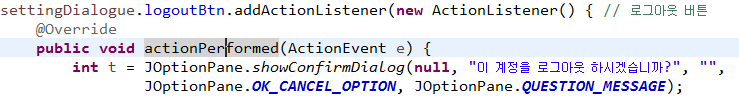 settingDialogue.logoutBtn.addActionListener(new ActionListener() { // 로그아웃 버튼
@Override
public void actionPerformed(ActionEvent e) {
int t = JOptionPane.showConfirmDialog(null, "이 계정을 로그아웃 하시겠습니까?", "",
JOptionPane.OK_CANCEL_OPTION, JOptionPane.QUESTION_MESSAGE);